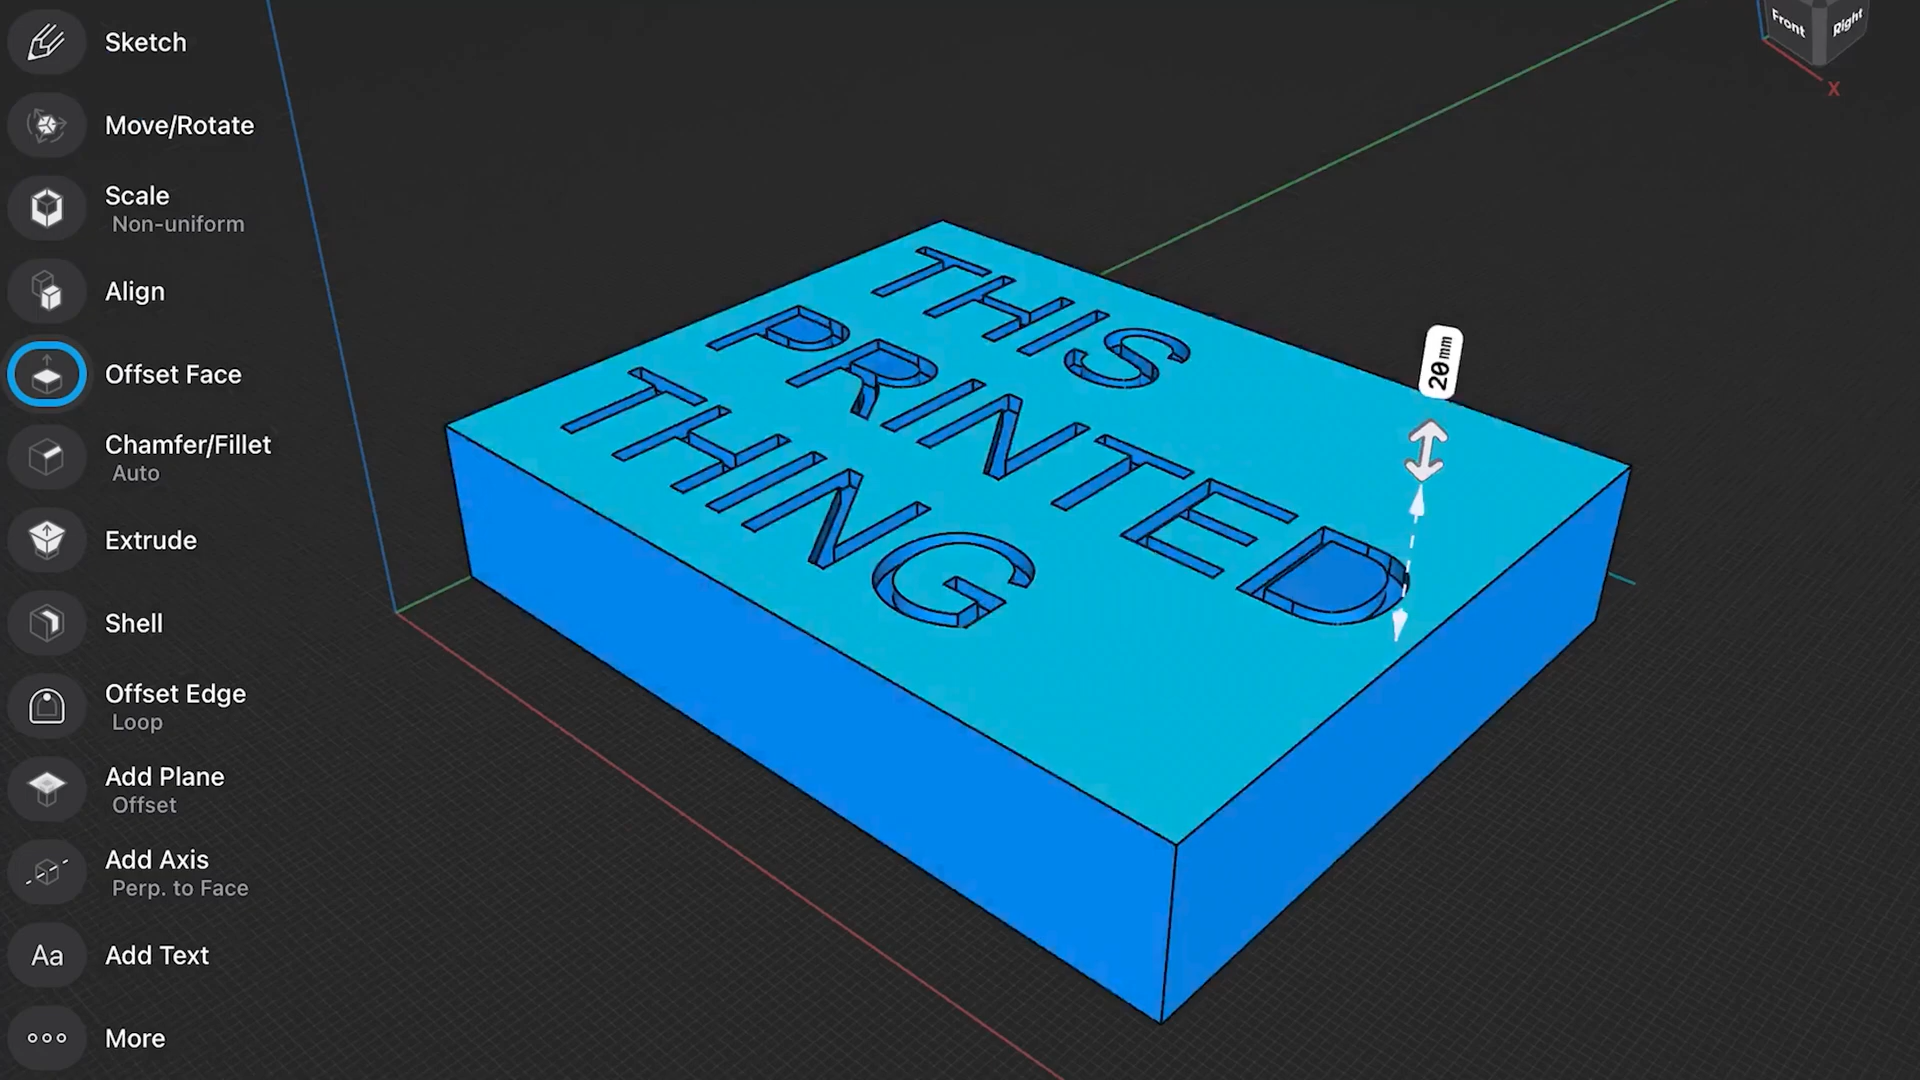 Sketch
Move/Rotate
Scale
Non-uniform
Align
Offset Face
Chamfer/Fillet
Auto
Extrude
Shell
Offset Edge
Loop
Add Plane
Offset
Add Axis
Perp. to Face
Aa Add Text
More
THIS
PRINTED
THING
20 mm
Front
Right
X